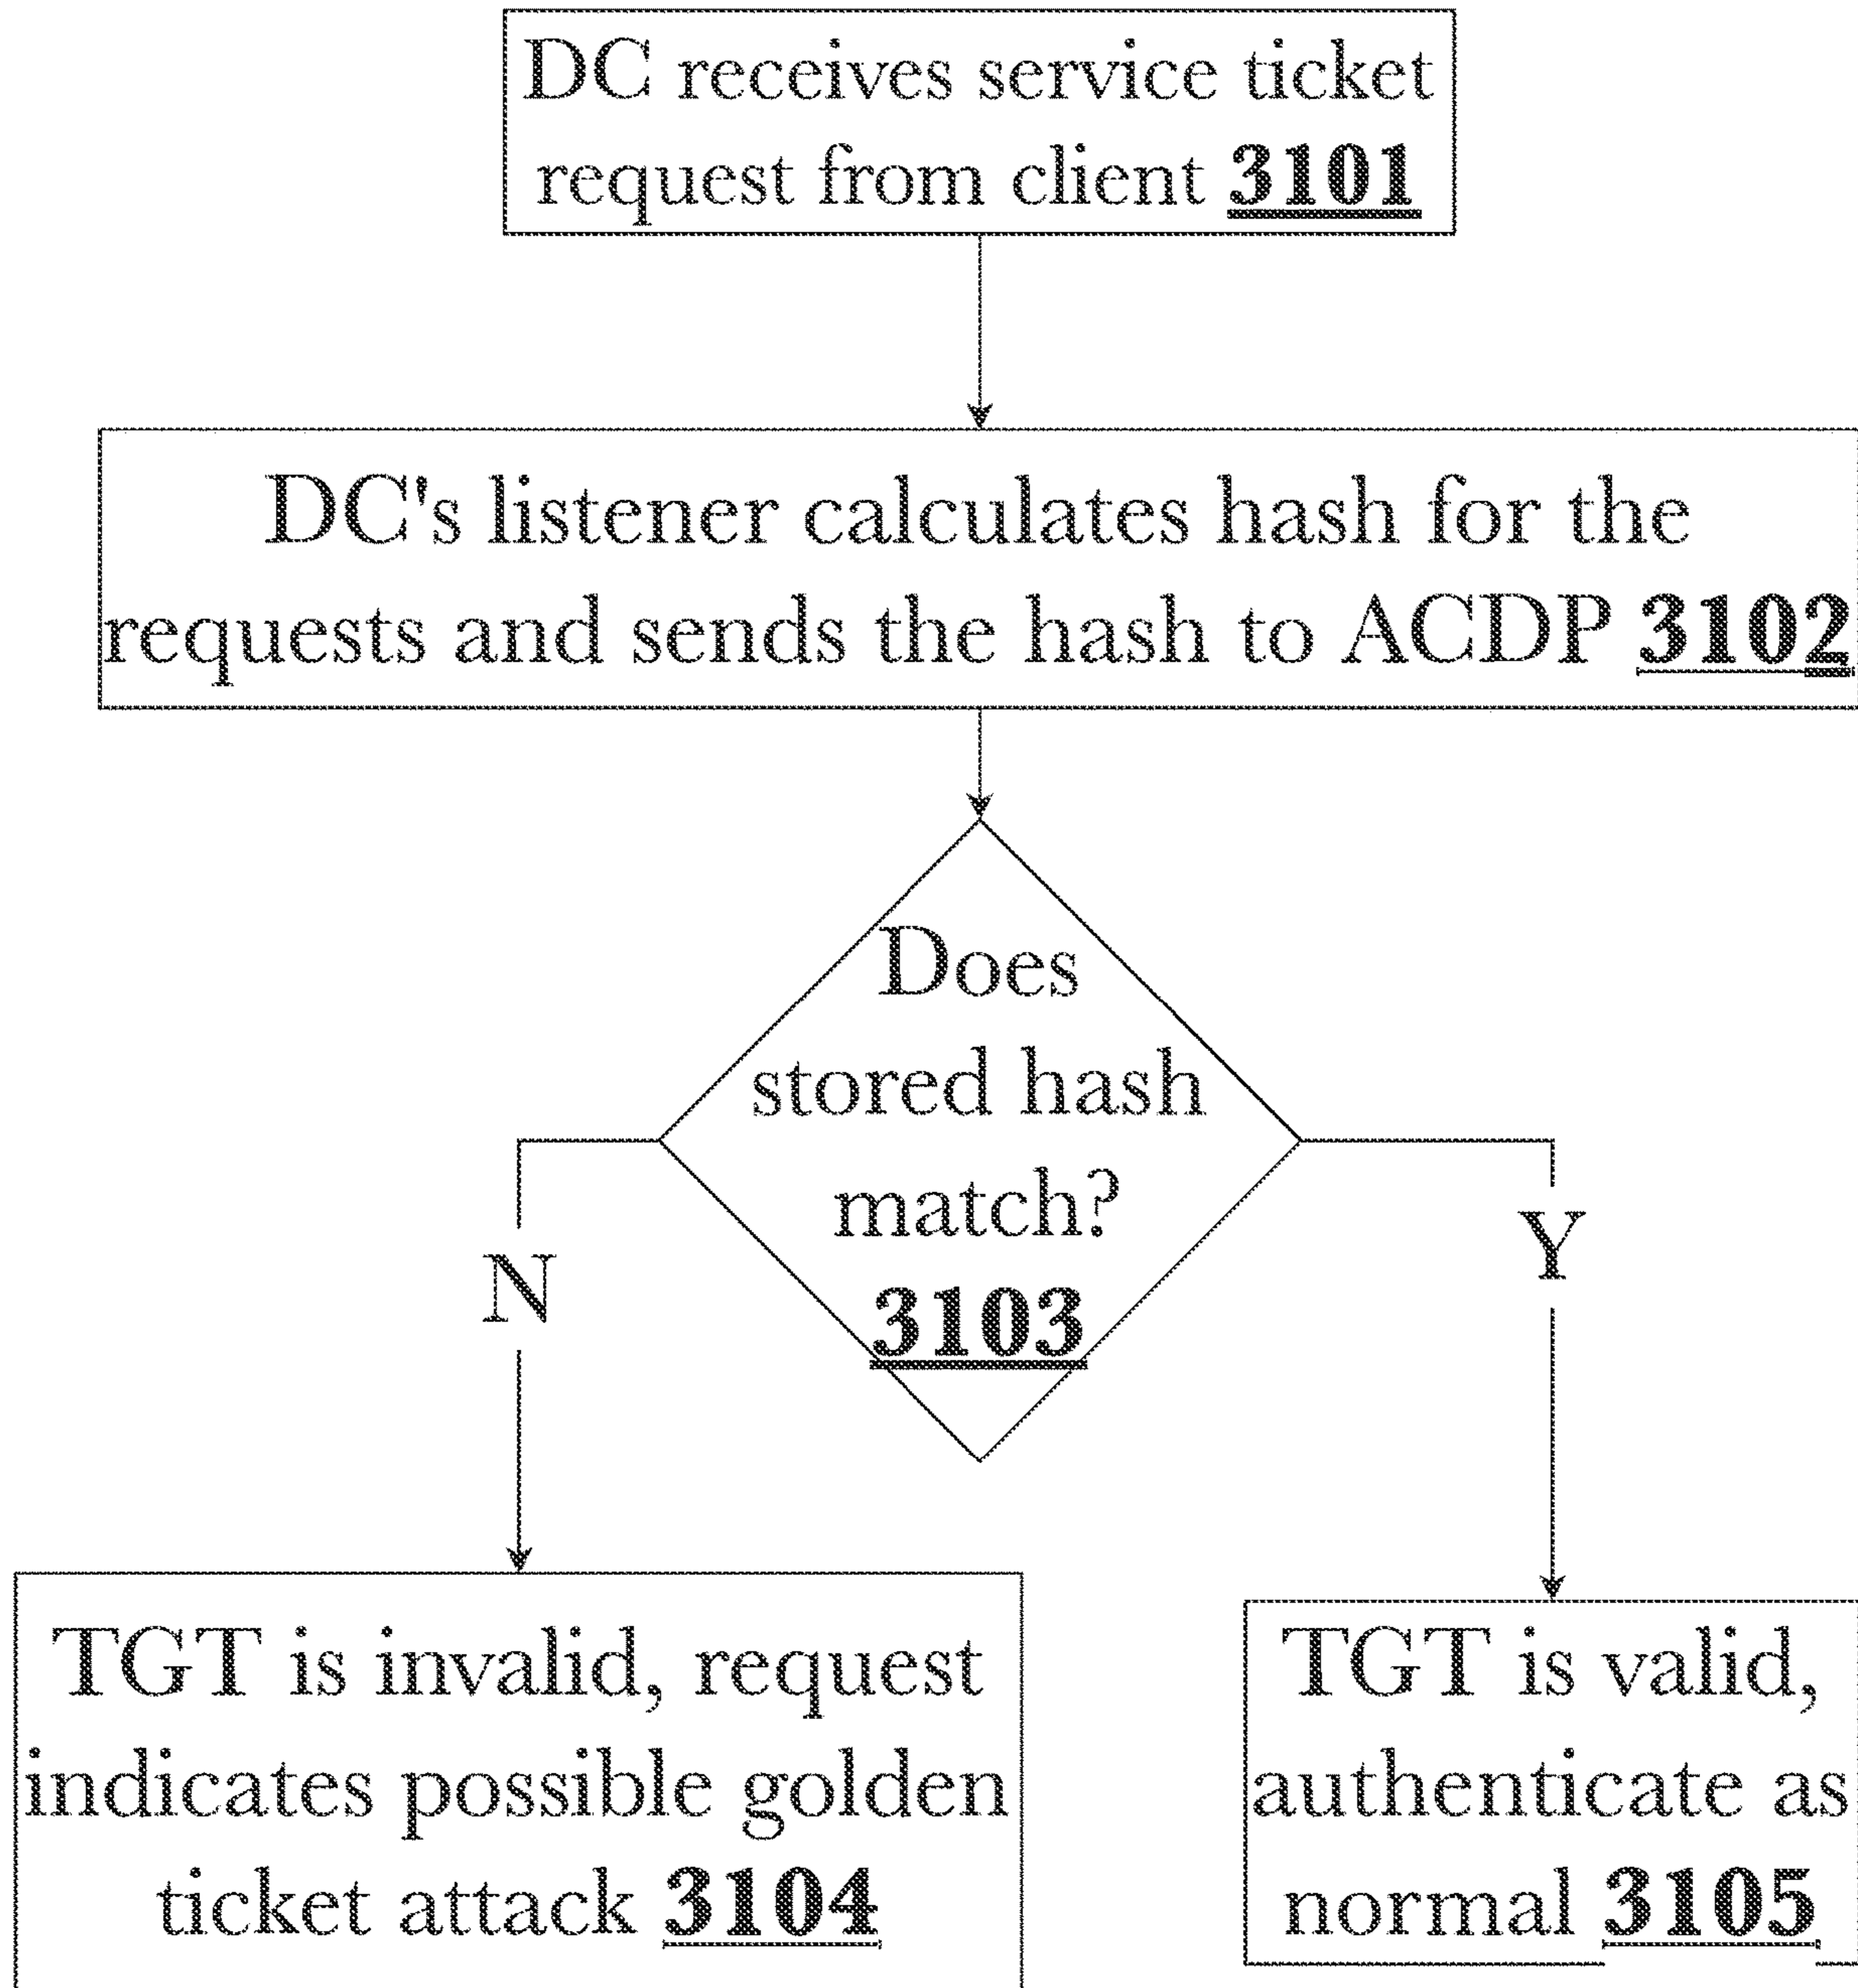 DC receives service ticket
request from client 3101
DC's listener calculates hash for the
requests and sends the hash to ACDP 3102
Does
stored hash
match?
3103
N
Y
TGT is invalid, request
indicates possible golden
ticket attack 3104
TGT is valid,
authenticate as
normal 3105